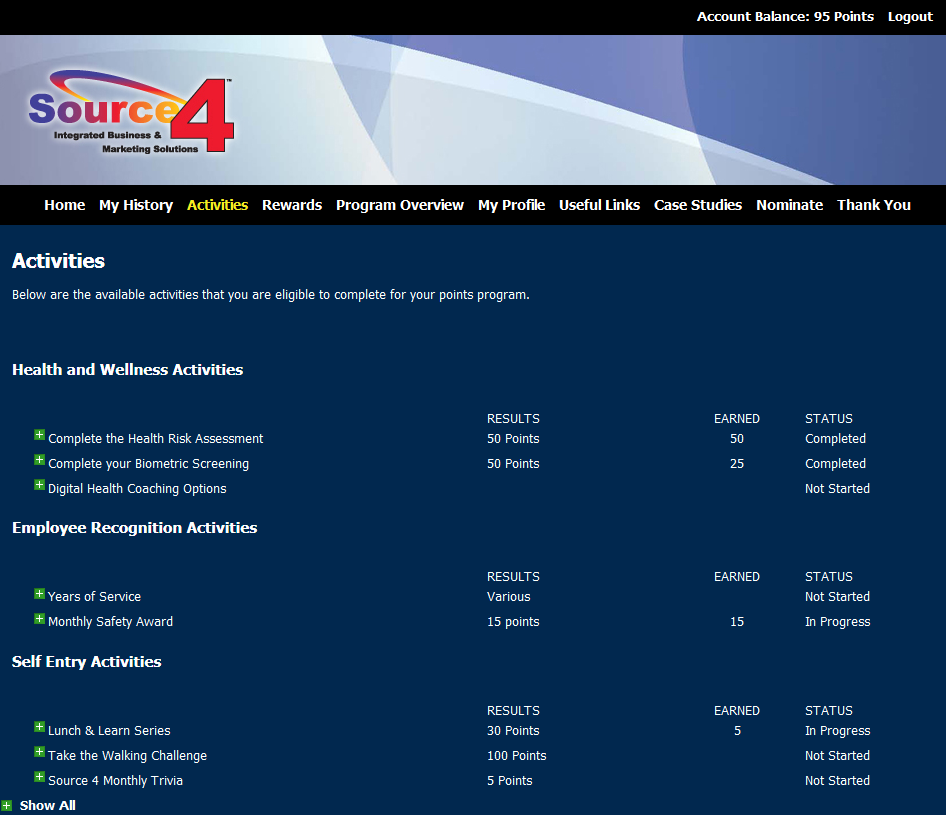 Account Balance: 95 Points Logout
Source 4 ™
Integrated Business &
Marketing Solutions
Home My History Activities Rewards Program Overview My Profile Useful Links Case Studies Nominate Thank You
Activities
Below are the available activities that you are eligible to complete for your points program.
Health and Wellness Activities
RESULTS EARNED STATUS
Complete the Health Risk Assessment 50 Points 50 Completed
Complete your Biometric Screening 50 Points 25 Completed
Digital Health Coaching Options Not Started
Employee Recognition Activities
RESULTS EARNED STATUS
Years of Service Various Not Started
Monthly Safety Award 15 points 15 In Progress
Self Entry Activities
RESULTS EARNED STATUS
Lunch & Learn Series 30 Points 5 In Progress
Take the Walking Challenge 100 Points Not Started
Source 4 Monthly Trivia 5 Points Not Started
Show All